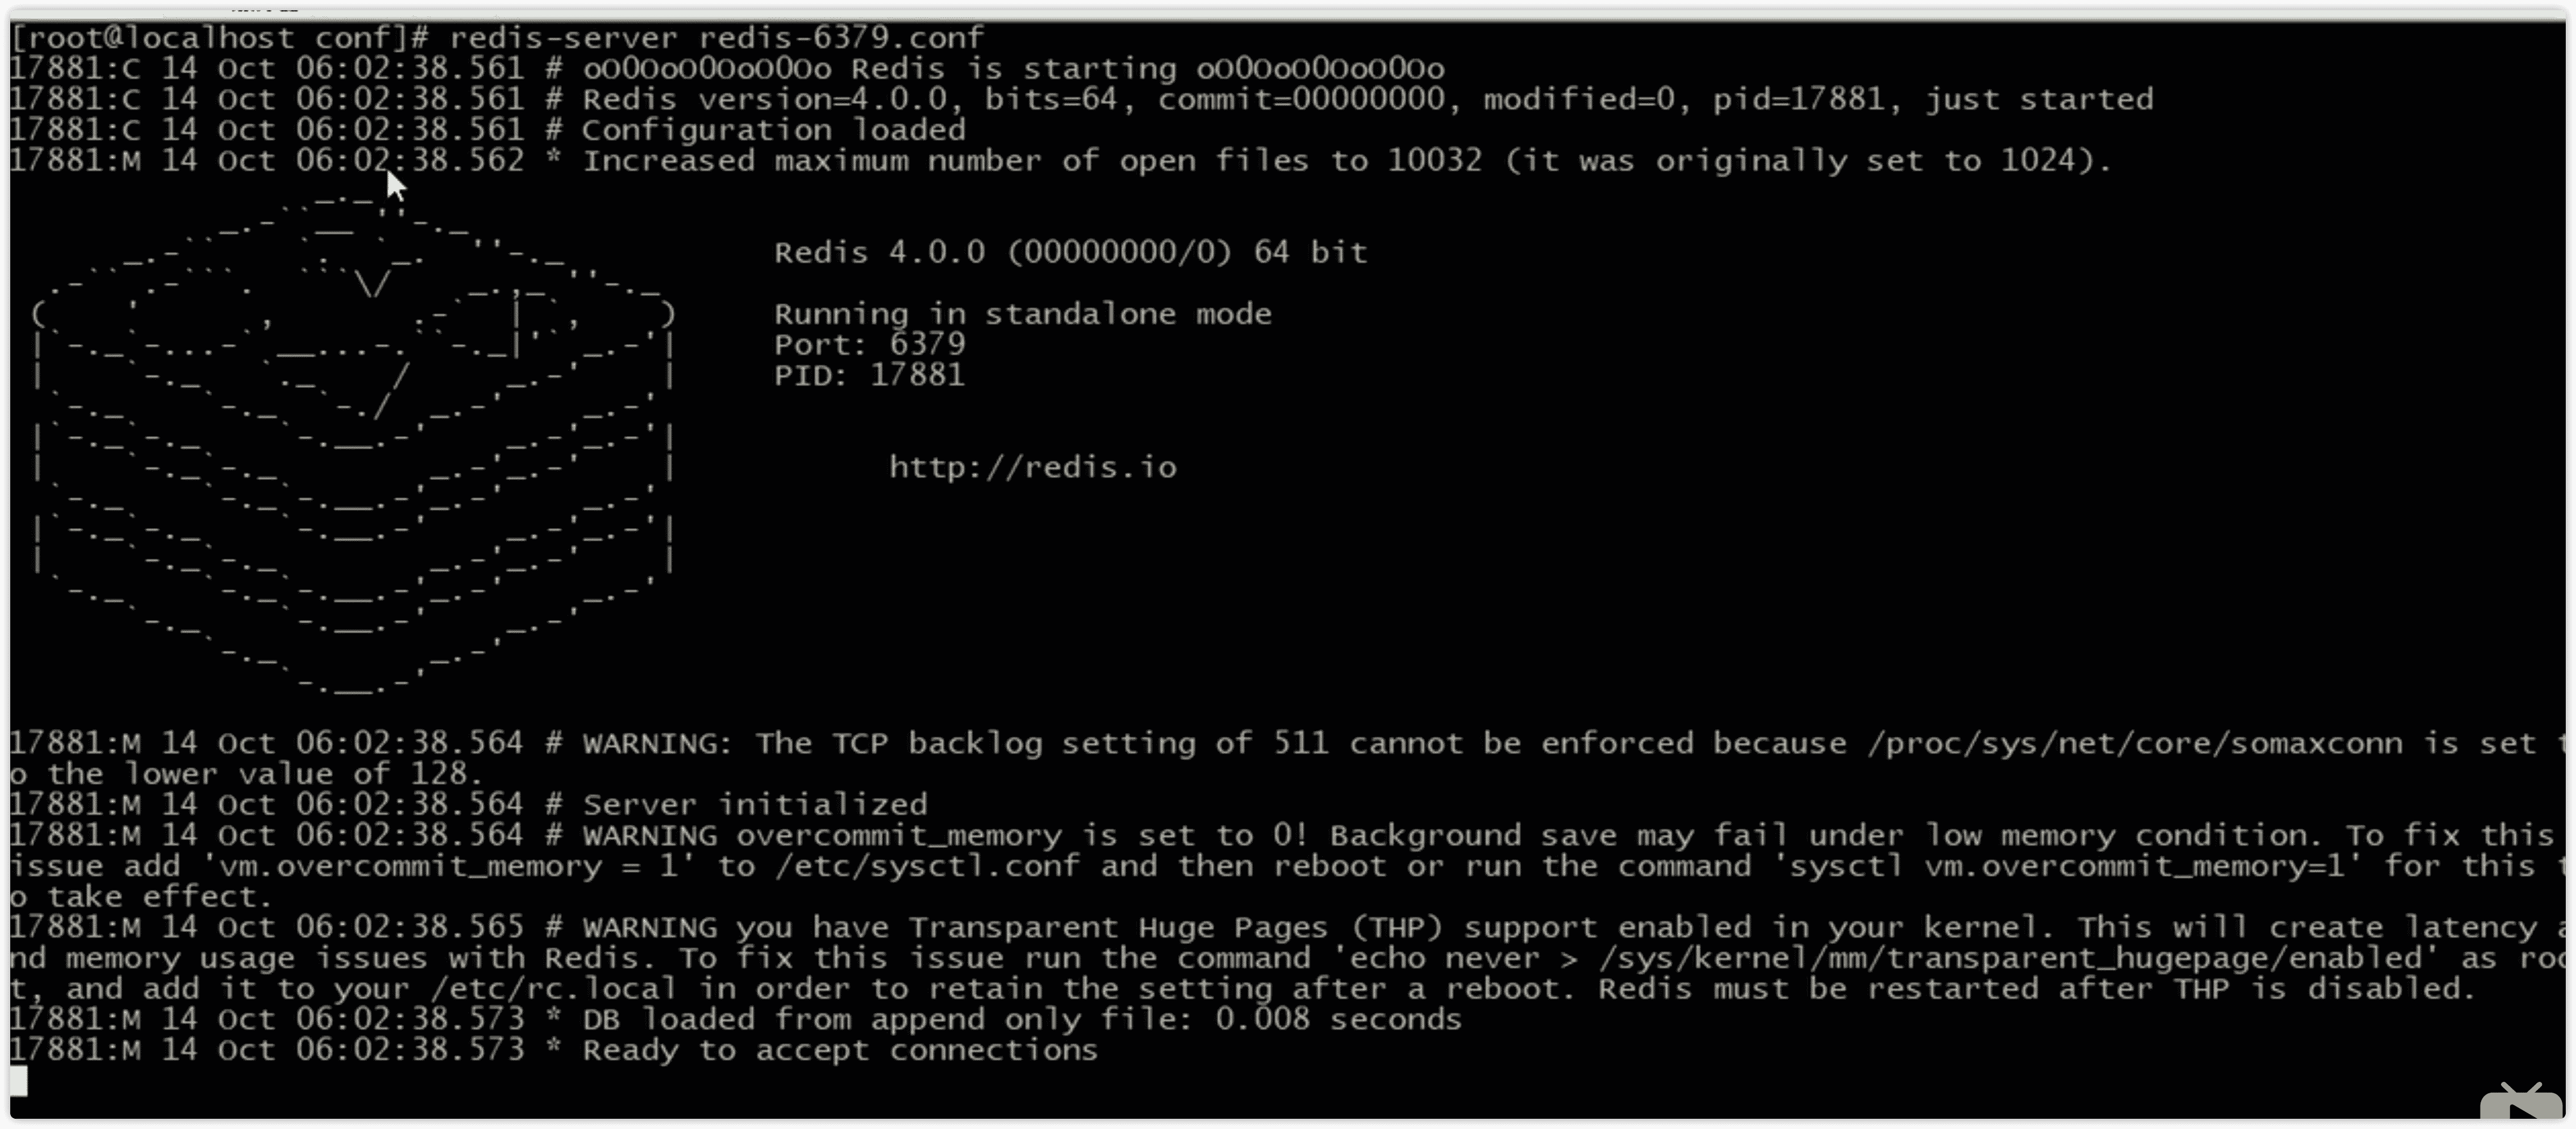 [root@localhost conf]# redis-server redis-6379.conf
17881:C 14 Oct 06:02:38.561 # oO0OoO0OoO0Oo Redis is starting oO0OoO0OoO0Oo
17881:C 14 Oct 06:02:38.561 # Redis version=4.0.0, bits=64, commit=00000000, modified=0, pid=17881, just started
17881:C 14 Oct 06:02:38.561 # Configuration loaded
17881:M 14 Oct 06:02:38.562 * Increased maximum number of open files to 10032 (it was originally set to 1024).
Redis 4.0.0 (00000000/0) 64 bit
Running in standalone mode
Port: 6379
PID: 17881
http://redis.io
17881:M 14 Oct 06:02:38.564 # WARNING: The TCP backlog setting of 511 cannot be enforced because /proc/sys/net/core/somaxconn is set t
o the lower value of 128.
17881:M 14 Oct 06:02:38.564 # Server initialized
17881:M 14 Oct 06:02:38.564 # WARNING overcommit_memory is set to 0! Background save may fail under low memory condition. To fix this
issue add 'vm.overcommit_memory = 1' to /etc/sysctl.conf and then reboot or run the command 'sysctl vm.overcommit_memory=1' for this t
o take effect.
17881:M 14 Oct 06:02:38.565 # WARNING you have Transparent Huge Pages (THP) support enabled in your kernel. This will create latency a
nd memory usage issues with Redis. To fix this issue run the command 'echo never > /sys/kernel/mm/transparent_hugepage/enabled' as roo
t, and add it to your /etc/rc.local in order to retain the setting after a reboot. Redis must be restarted after THP is disabled.
17881:M 14 Oct 06:02:38.573 * DB loaded from append only file: 0.008 seconds
17881:M 14 Oct 06:02:38.573 * Ready to accept connections